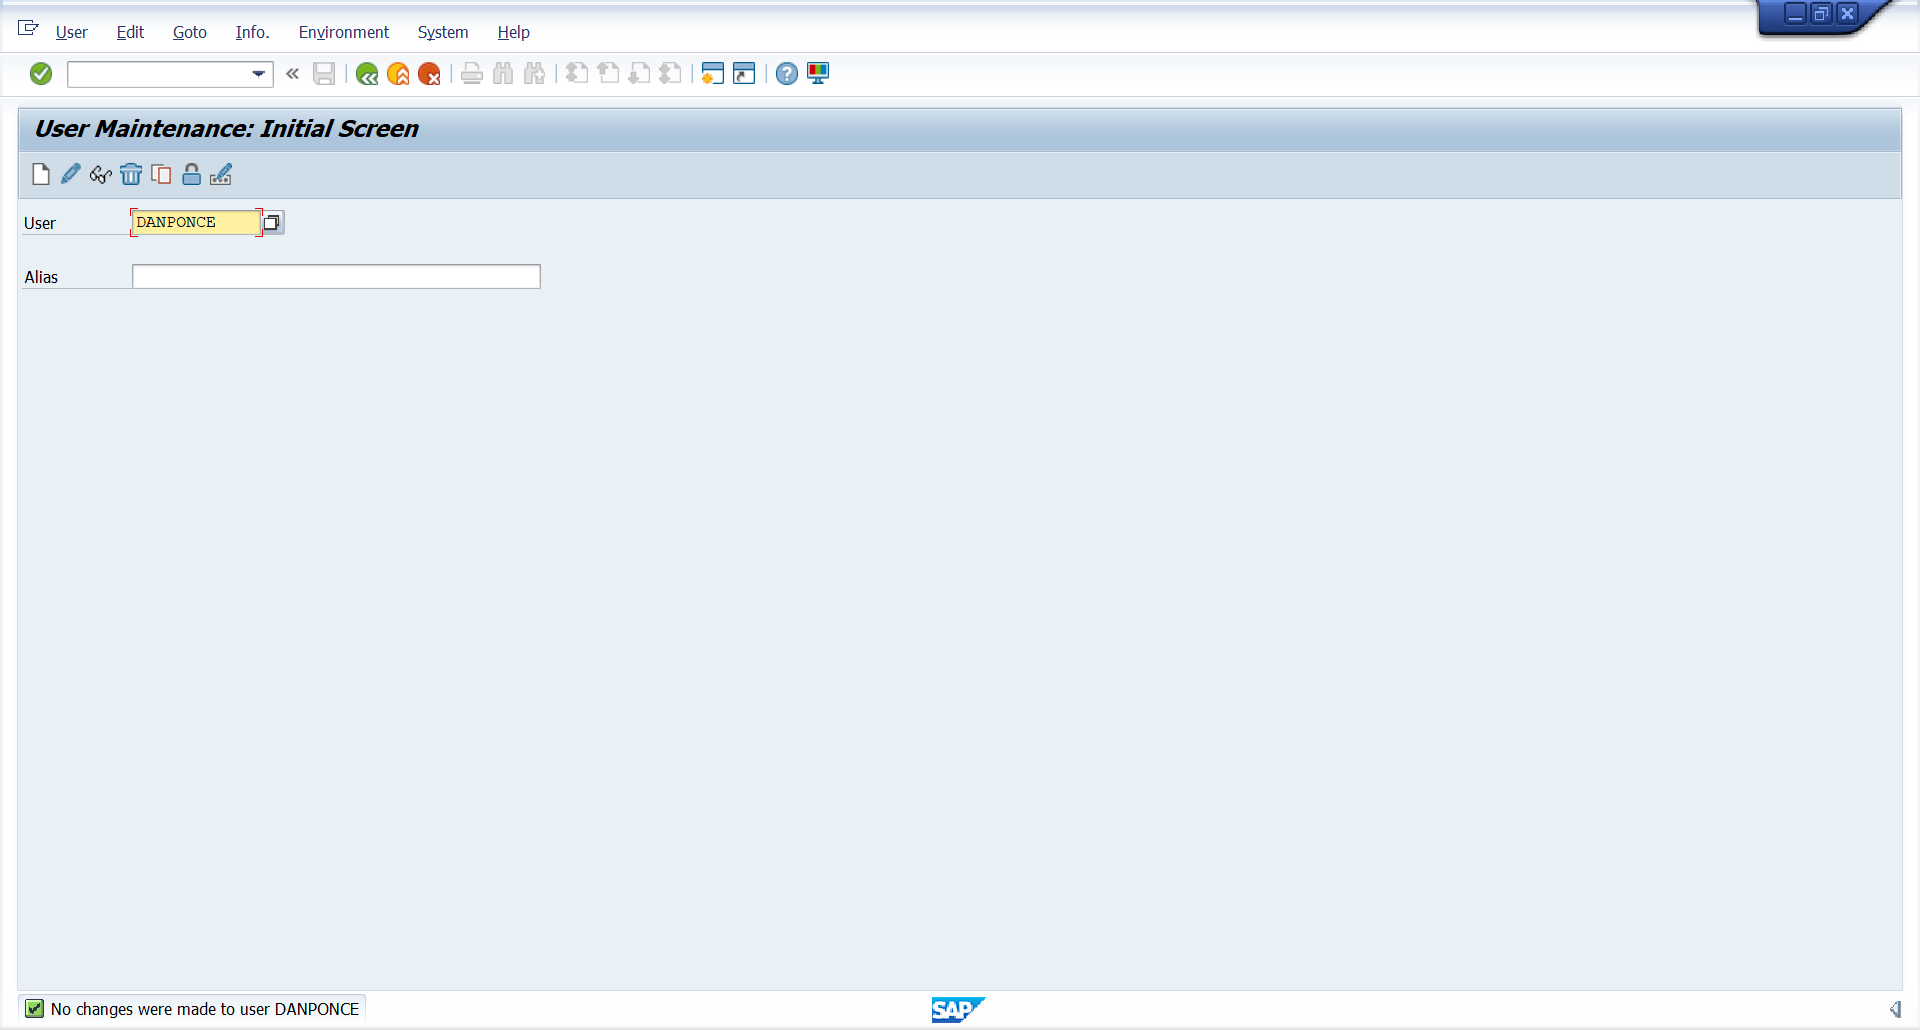 User Edit Goto Info. Environment System Help
User Maintenance: Initial Screen
User DANPONCE
Alias
No changes were made to user DANPONCE
SAP